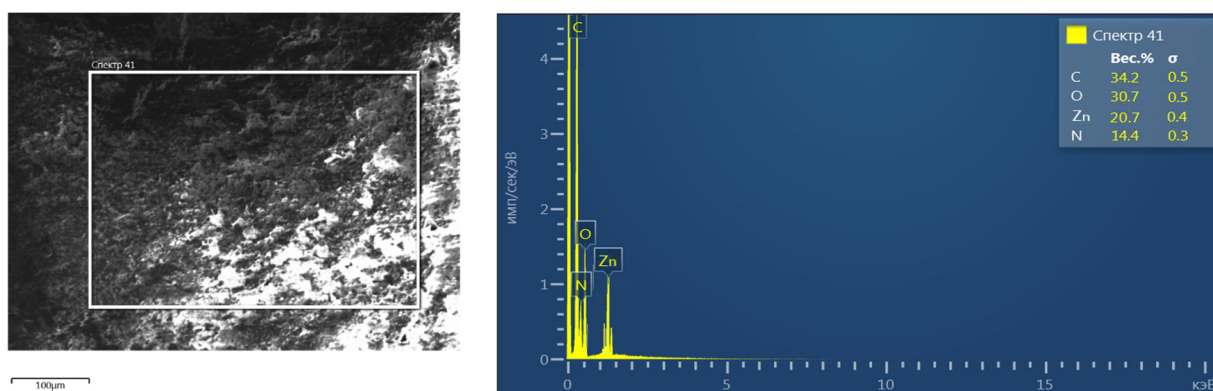 Спектр 41
100µm
имп/сек/эВ
4
3
2
1
0
C
O
N
Zn
0
5
10
15
кэВ
Спектр 41
Вес.% σ
C 34.2 0.5
O 30.7 0.5
Zn 20.7 0.4
N 14.4 0.3